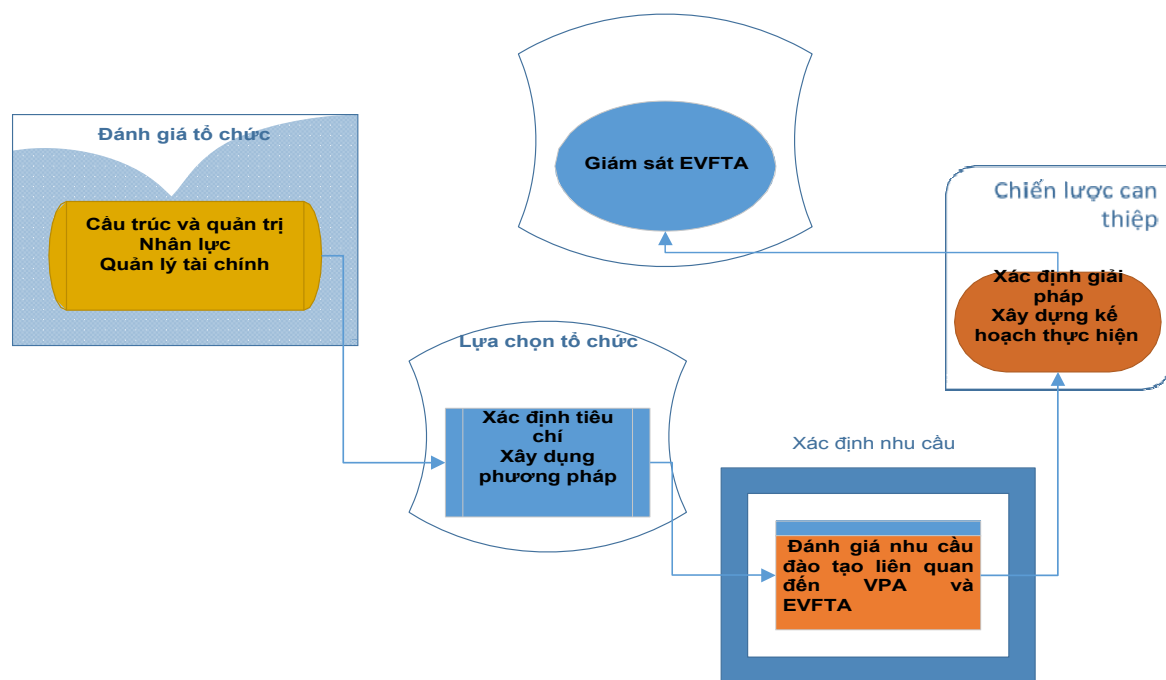 Đánh giá tổ chức
Cấu trúc và quản trị
Nhân lực
Quản lý tài chính
Lựa chọn tổ chức
Xác định tiêu
chí
Xây dụng
phương pháp
Xác định nhu cầu
Đánh giá nhu cầu
đào tạo liên quan
đến VPA và
EVFTA
Chiến lược can
thiệp
Xác định giải
pháp
Xây dựng kế
hoạch thực hiện
Giám sát EVFTA